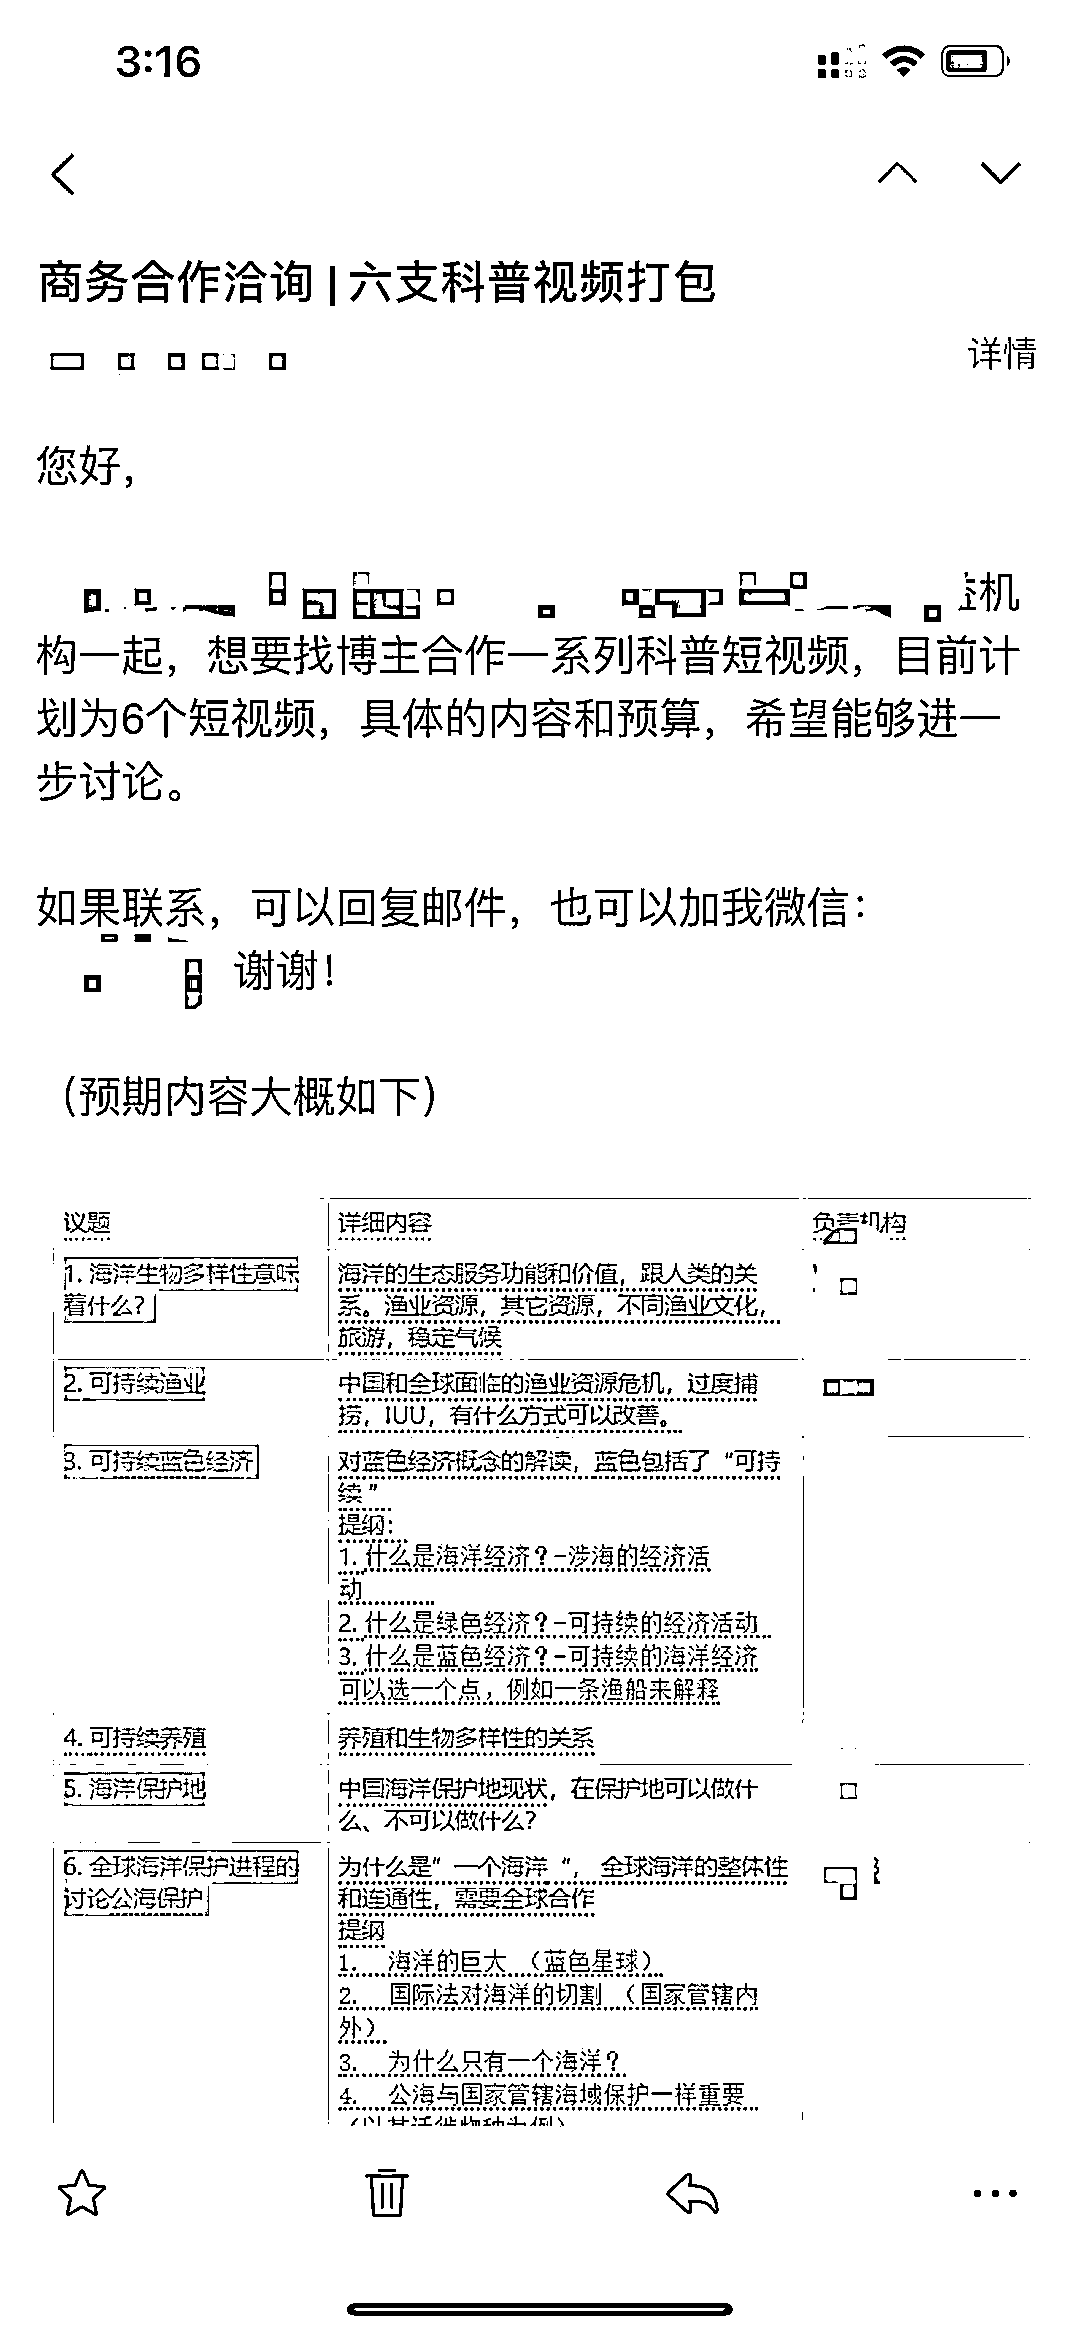 3:16
商务合作洽询 | 六支科普视频打包
详情
您好，
机
构一起，想要找博主合作一系列科普短视频，目前计
划为6个短视频，具体的内容和预算，希望能够进一
步讨论。
如果联系，可以回复邮件，也可以加我微信：
谢谢！
（预期内容大概如下）
议题 详细内容 负责机构
1. 海洋生物多样性意味
着什么?
海洋的生态服务功能和价值，跟人类的关
系。渔业资源，其它资源，不同渔业文化，
旅游，稳定气候
2. 可持续渔业
中国和全球面临的渔业资源危机，过度捕
捞，IUU，有什么方式可以改善。
3. 可持续蓝色经济
对蓝色经济概念的解读，蓝色包括了“可持
续”
提纲：
1. 什么是海洋经济？-涉海的经济活
动
2. 什么是绿色经济？-可持续的经济活动
3. 什么是蓝色经济？-可持续的海洋经济
可以选一个点，例如一条渔船来解释
4. 可持续养殖
养殖和生物多样性的关系
5. 海洋保护地
中国海洋保护地现状，在保护地可以做什
么、不可以做什么?
6. 全球海洋保护进程的
讨论公海保护
为什么是”一个海洋“， 全球海洋的整体性
和连通性，需要全球合作
提纲
1. 海洋的巨大 （蓝色星球）
2. 国际法对海洋的切割 （国家管辖内
外）
3. 为什么只有一个海洋？
4. 公海与国家管辖海域保护一样重要